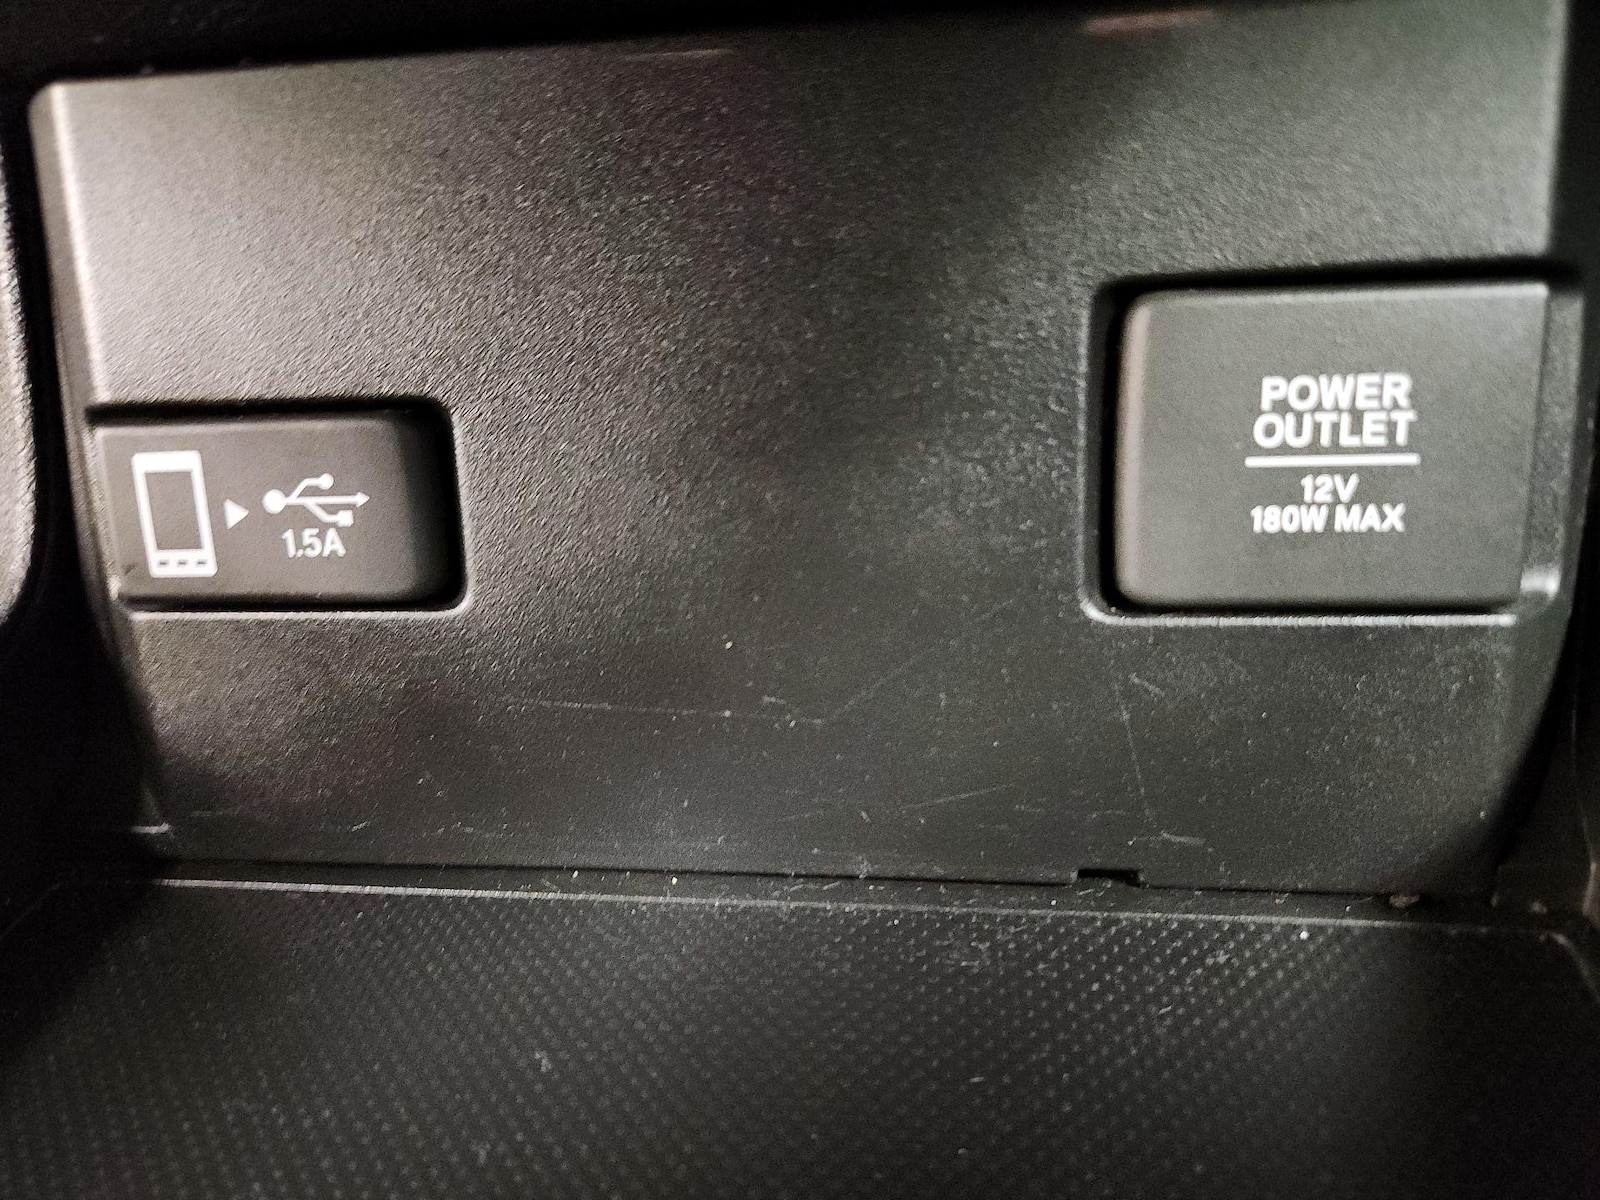 1.5A
POWER
OUTLET
12V
180W MAX